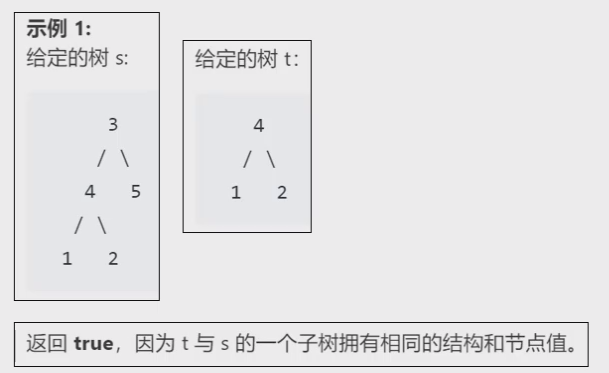 示例 1:
给定的树 s:
3
/ \
4 5
/ \
1 2
给定的树 t：
4
/ \
1 2
返回 true，因为 t 与 s 的一个子树拥有相同的结构和节点值。